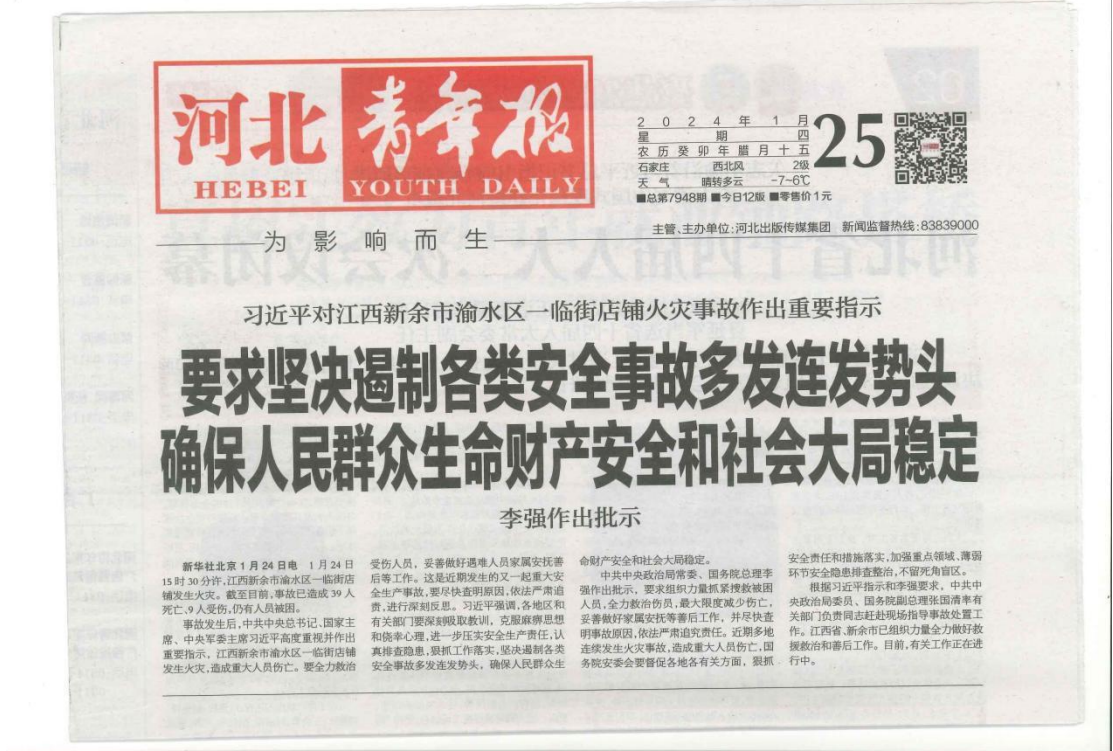 河北 青年报
HEBEI YOUTH DAILY
为影响而生
2024年1月
星期四
25
农历癸卯年腊月十五
石家庄 西北风 2级
天气 晴转多云 -7~6℃
■总第7948期 ■今日12版 ■零售价1元
主管、主办单位:河北出版传媒集团 新闻监督热线:83839000
习近平对江西新余市渝水区一临街店铺火灾事故作出重要指示
要求坚决遏制各类安全事故多发连发势头
确保人民群众生命财产安全和社会大局稳定
李强作出批示
新华社北京1月24日电 1月24日
15时30分许,江西新余市渝水区一临街店
铺发生火灾。截至目前,事故已造成39人
死亡、9人受伤,仍有人员被困。
事故发生后,中共中央总书记、国家主
席、中央军委主席习近平高度重视并作出
重要指示,江西新余市渝水区一临街店铺
发生火灾,造成重大人员伤亡。要全力救治
受伤人员,妥善做好遇难人员家属安抚善
后等工作。这是近期发生的又一起重大安
全生产事故,要尽快查明原因,依法严肃追
责,进行深刻反思。习近平强调,各地区和
有关部门要深刻吸取教训,克服麻痹思想
和侥幸心理,进一步压实安全生产责任,认
真排查隐患,狠抓工作落实,坚决遏制各类
安全事故多发连发势头,确保人民群众生
命财产安全和社会大局稳定。
中共中央政治局常委、国务院总理李
强作出批示,要求组织力量抓紧搜救被困
人员,全力救治伤员,最大限度减少伤亡,
妥善做好家属安抚等善后工作,并尽快查
明事故原因,依法严肃追究责任。近期多地
连续发生火灾事故,造成重大人员伤亡,国
务院安委会要督促各地各有关方面,狠抓
安全责任和措施落实,加强重点领域、薄弱
环节安全隐患排查整治,不留死角盲区。
根据习近平指示和李强要求,中共中
央政治局委员、国务院副总理张国清率有
关部门负责同志赶赴现场指导事故处置工
作。江西省、新余市已组织力量全力做好救
援救治和善后工作。目前,有关工作正在进
行中。